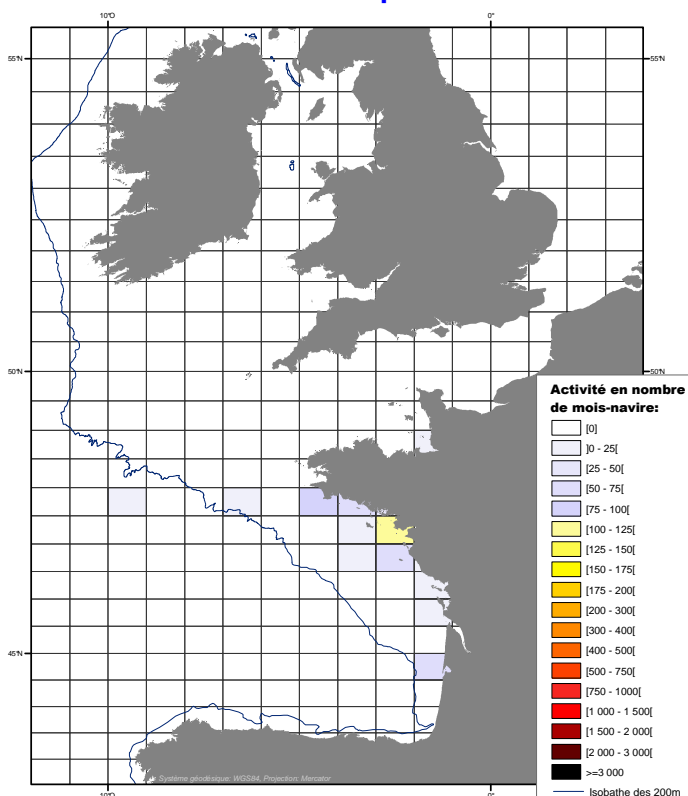 10°O
0°
55°N
55°N
50°N
50°N
45°N
Activité en nombre
de mois-navire:
[0]
]0 - 25[
[25 - 50[
[50 - 75[
[75 - 100[
[100 - 125[
[125 - 150[
[150 - 175[
[175 - 200[
[200 - 300[
[300 - 400[
[400 - 500[
[500 - 750[
[750 - 1000[
[1 000 - 1 500[
[1 500 - 2 000[
[2 000 - 3 000[
>=3 000
Isobathe des 200m
Système géodésique: WGS84, Projection: Mercator
10°O
0°